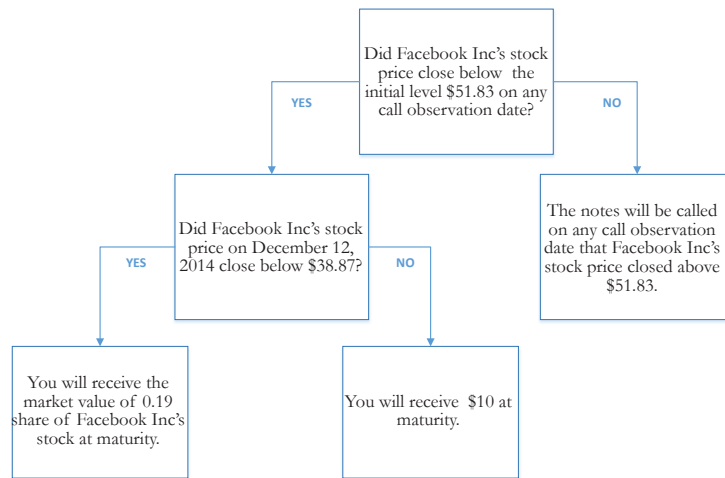 Did Facebook Inc's stock
price close below the
initial level $51.83 on any
call observation date?
YES
NO
Did Facebook Inc's stock
price on December 12,
2014 close below $38.87?
The notes will be called
on any call observation
date that Facebook Inc's
stock price closed above
$51.83.
YES
NO
You will receive the
market value of 0.19
share of Facebook Inc's
stock at maturity.
You will receive $10 at
maturity.